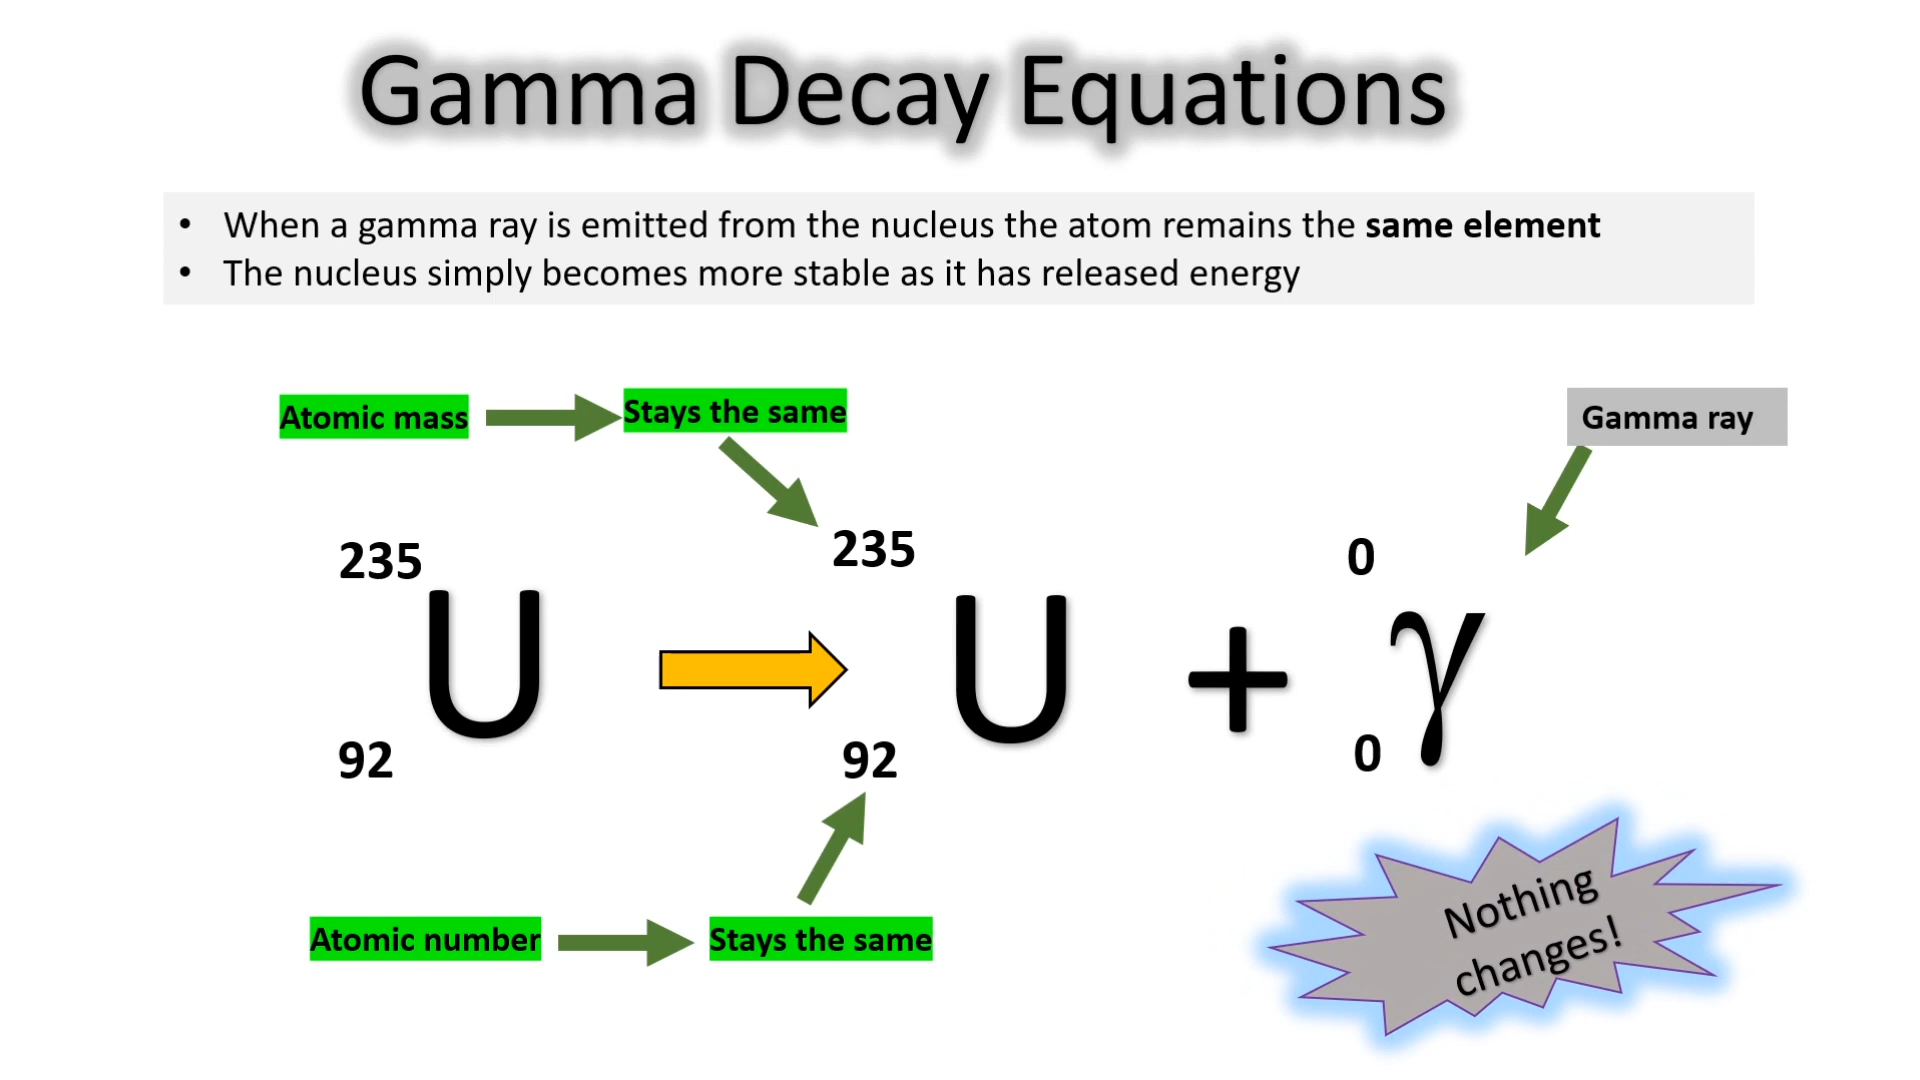 Gamma Decay Equations
• When a gamma ray is emitted from the nucleus the atom remains the same element
• The nucleus simply becomes more stable as it has released energy
Atomic mass
Stays the same
Gamma ray
235
U
92
235
U
92
+
0
γ
0
Atomic number
Stays the same
Nothing
changes!